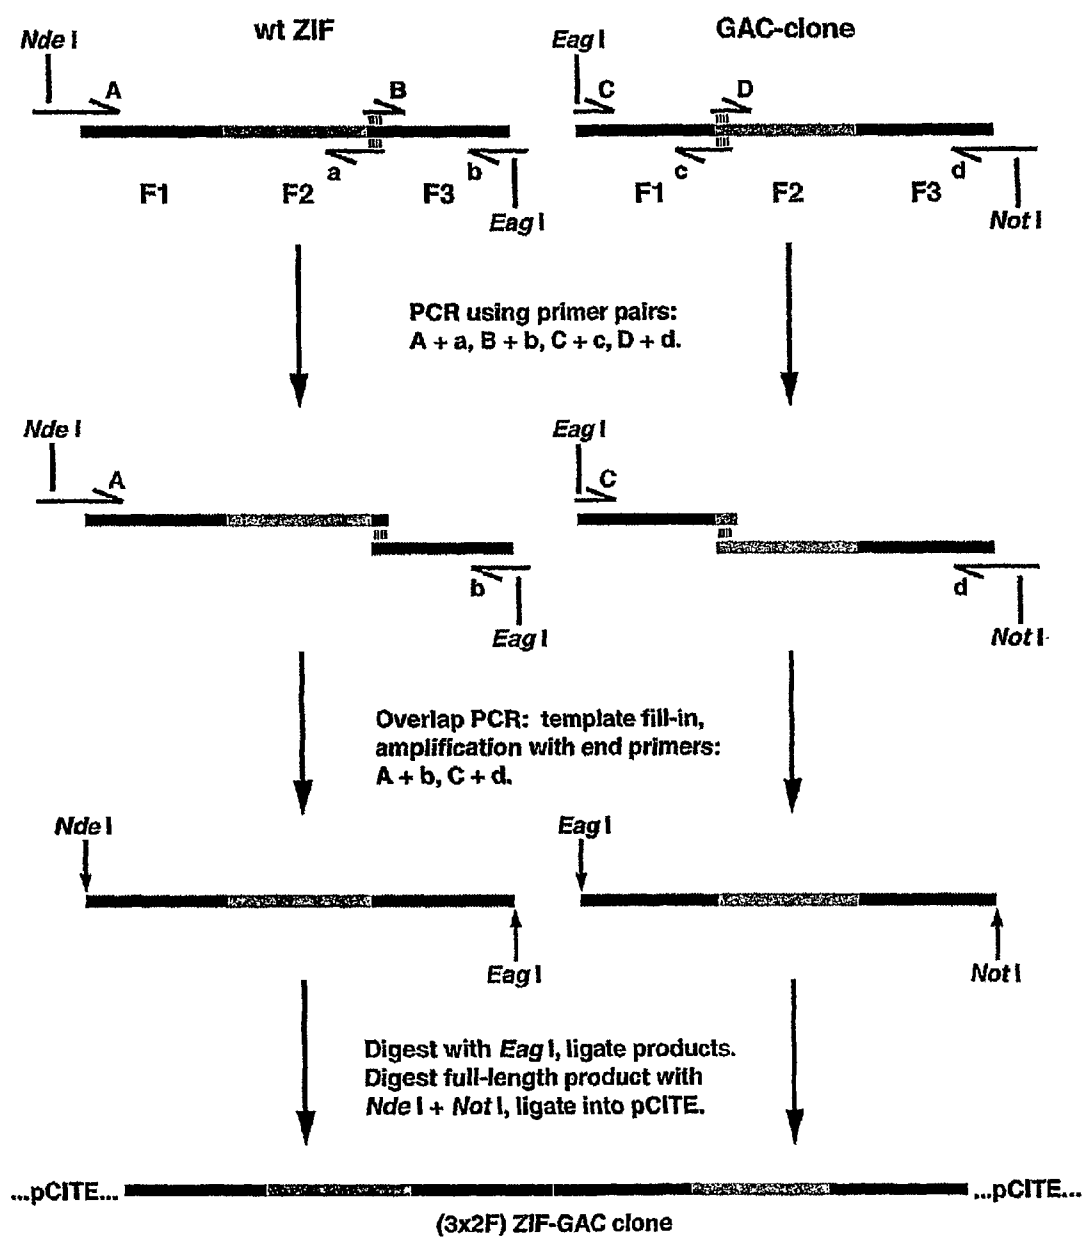 wt ZIF
GAC-clone
Nde I
Eag I
A
B
C
D
a
b
c
d
F1
F2
F3
F1
F2
F3
Eag I
Not I
PCR using primer pairs:
A + a, B + b, C + c, D + d.
Nde I
Eag I
A
C
b
d
Eag I
Not I
Overlap PCR: template fill-in,
amplification with end primers:
A + b, C + d.
Nde I
Eag I
Eag I
Not I
Digest with Eag I, ligate products.
Digest full-length product with
Nde I + Not I, ligate into pCITE.
...pCITE...
...pCITE...
(3x2F) ZIF-GAC clone